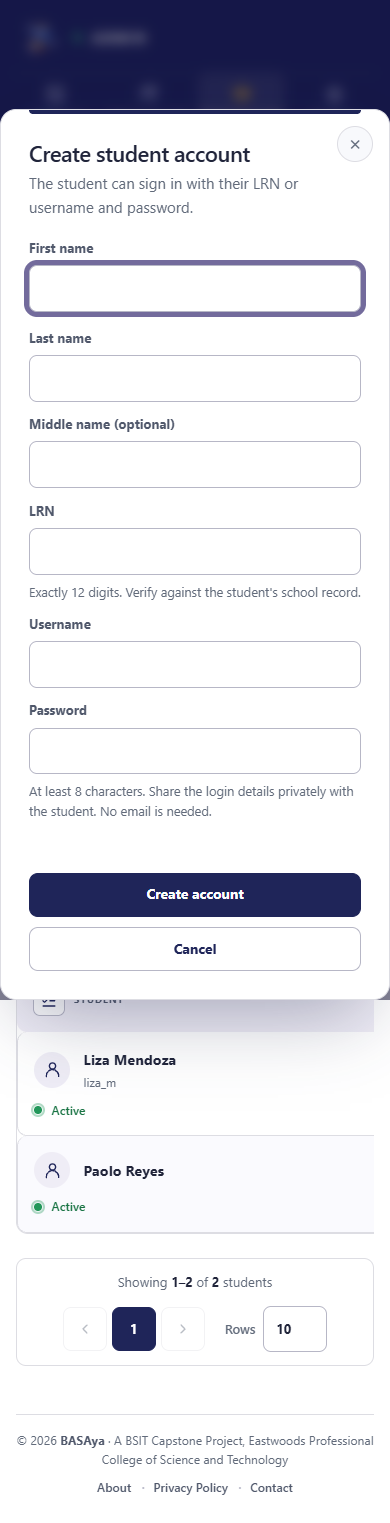 Create student account
The student can sign in with their LRN or
username and password.
First name
Last name
Middle name (optional)
LRN
Exactly 12 digits. Verify against the student's school record.
Username
Password
At least 8 characters. Share the login details privately with
the student. No email is needed.
Create account
Cancel
STUDENT
Liza Mendoza
liza_m
Active
Paolo Reyes
Active
Showing 1–2 of 2 students
1 Rows 10
© 2026 BASAya · A BSIT Capstone Project, Eastwoods Professional
College of Science and Technology
About · Privacy Policy · Contact